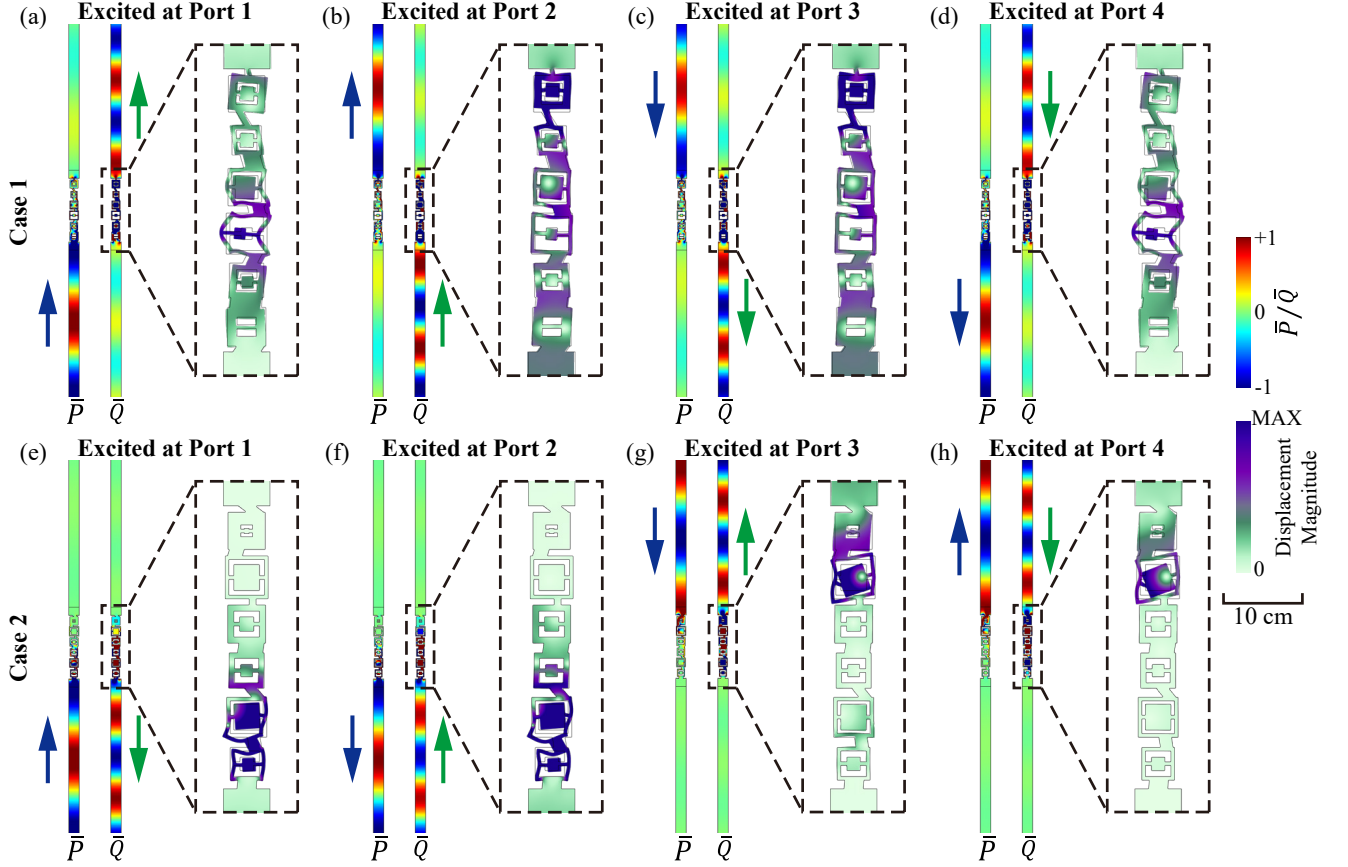 (a) Excited at Port 1
(b) Excited at Port 2
(c) Excited at Port 3
(d) Excited at Port 4
Case 1
+1
0
-1
P̅/Q̅
P̅ Q̅
P̅ Q̅
P̅ Q̅
P̅ Q̅
MAX
0
Displacement
Magnitude
10 cm
(e) Excited at Port 1
(f) Excited at Port 2
(g) Excited at Port 3
(h) Excited at Port 4
Case 2
P̅ Q̅
P̅ Q̅
P̅ Q̅
P̅ Q̅